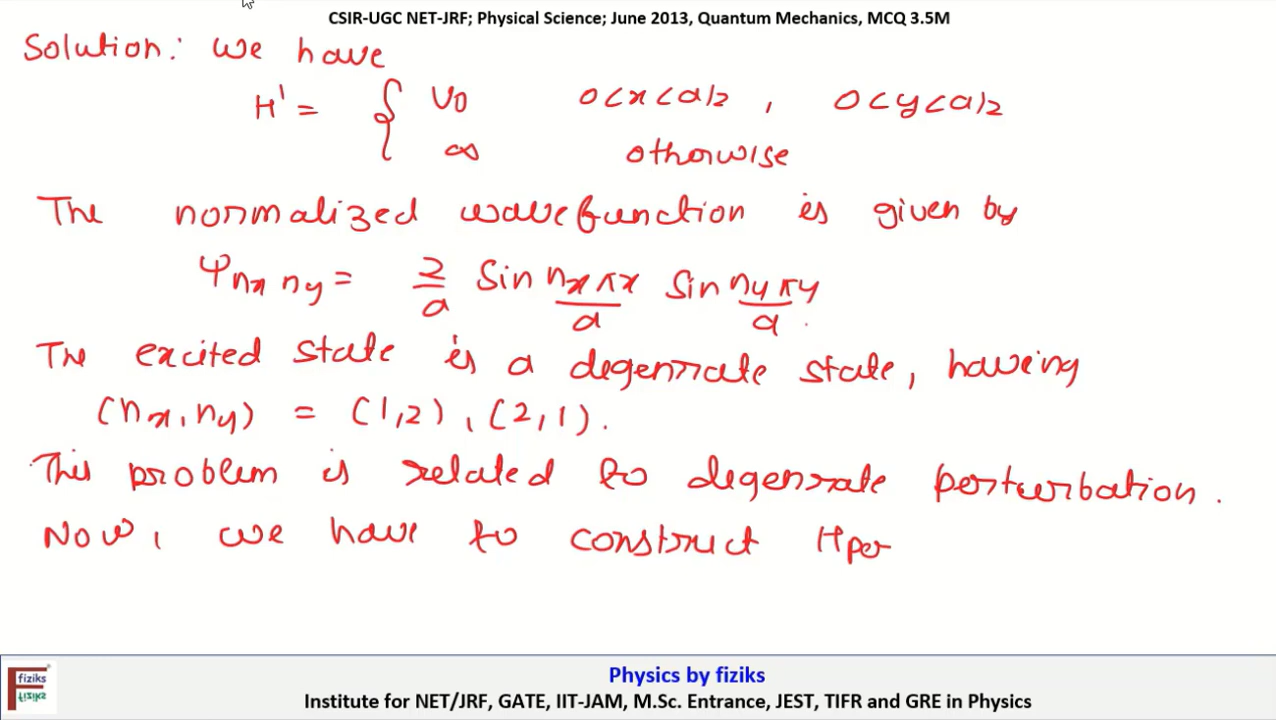 CSIR-UGC NET-JRF; Physical Science; June 2013, Quantum Mechanics, MCQ 3.5M
Solution: we have
H' = { V0 0<x<a/2 , 0<y<a/2
∞ otherwise
The normalized wavefunction is given by
φnx ny = 2/a Sin nxπx/a Sin nyπy/a .
The excited state is a degenrate state, having
(nx, ny) = (1,2), (2,1).
This problem is related to degenrate perturbation.
Now, we have to construct Hper
fiziks
Physics by fiziks
Institute for NET/JRF, GATE, IIT-JAM, M.Sc. Entrance, JEST, TIFR and GRE in Physics